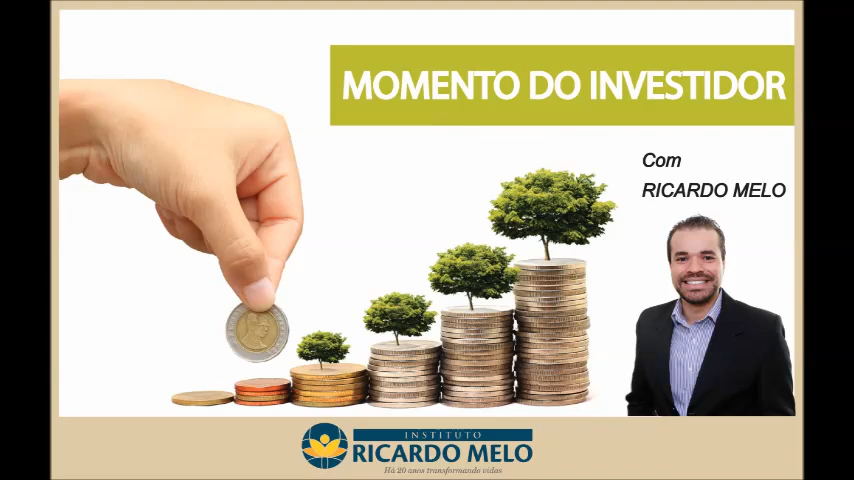 MOMENTO DO INVESTIDOR
Com
RICARDO MELO
INSTITUTO
RICARDO MELO
Há 20 anos transformando vidas